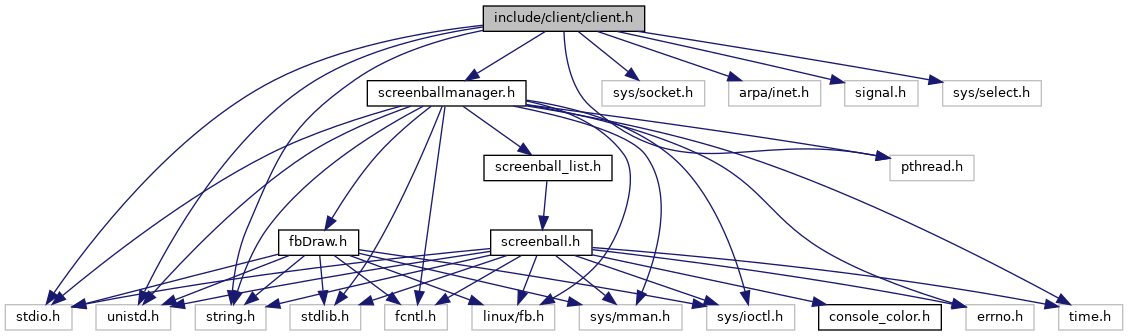 include/client/client.h
screenballmanager.h
sys/socket.h
arpa/inet.h
signal.h
sys/select.h
screenball_list.h
pthread.h
fbDraw.h
screenball.h
stdio.h
unistd.h
string.h
stdlib.h
fcntl.h
linux/fb.h
sys/mman.h
sys/ioctl.h
console_color.h
errno.h
time.h